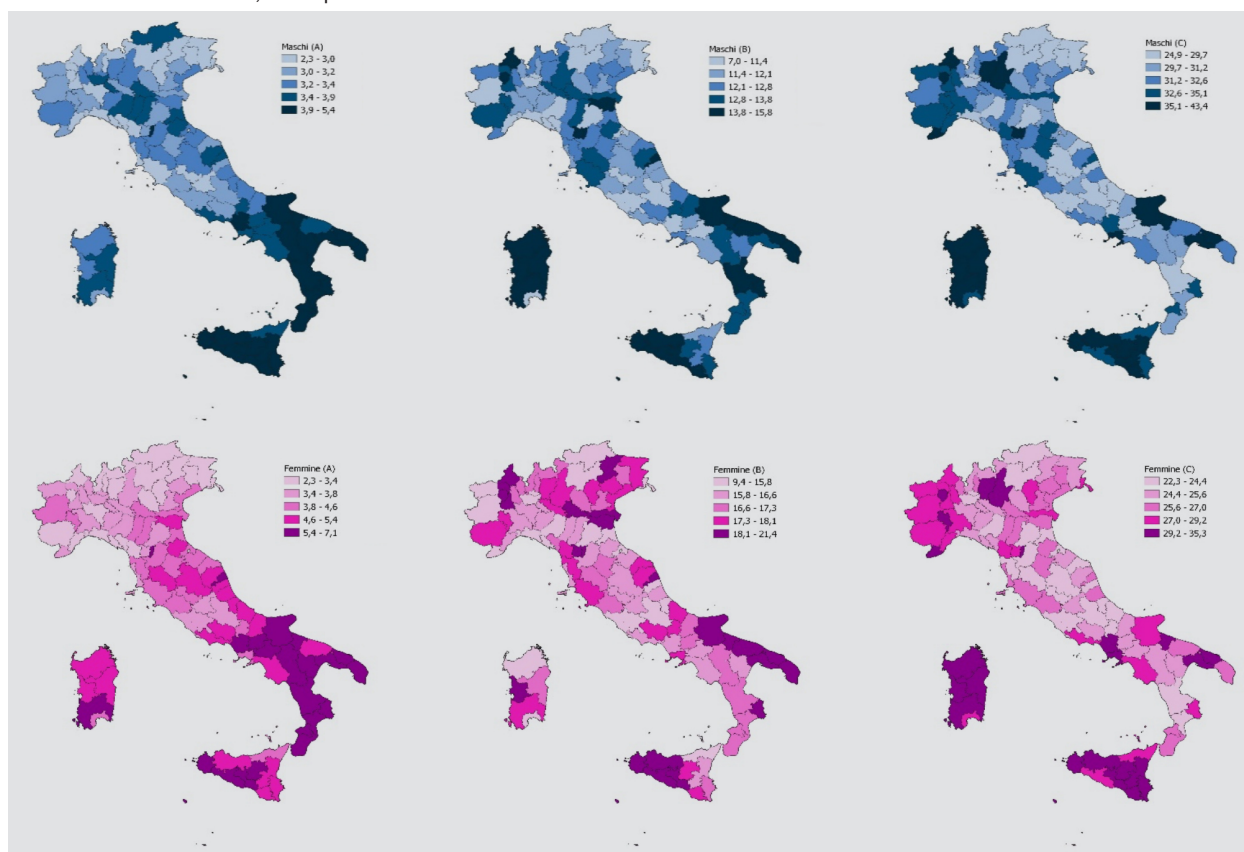 Maschi (A)
2,3 - 3,0
3,0 - 3,2
3,2 - 3,4
3,4 - 3,9
3,9 - 5,4
Maschi (B)
7,0 - 11,4
11,4 - 12,1
12,1 - 12,8
12,8 - 13,8
13,8 - 15,8
Maschi (C)
24,9 - 29,7
29,7 - 31,2
31,2 - 32,6
32,6 - 35,1
35,1 - 43,4
Femmine (A)
2,3 - 3,4
3,4 - 3,8
3,8 - 4,6
4,6 - 5,4
5,4 - 7,1
Femmine (B)
9,4 - 15,8
15,8 - 16,6
16,6 - 17,3
17,3 - 18,1
18,1 - 21,4
Femmine (C)
22,3 - 24,4
24,4 - 25,6
25,6 - 27,0
27,0 - 29,2
29,2 - 35,3